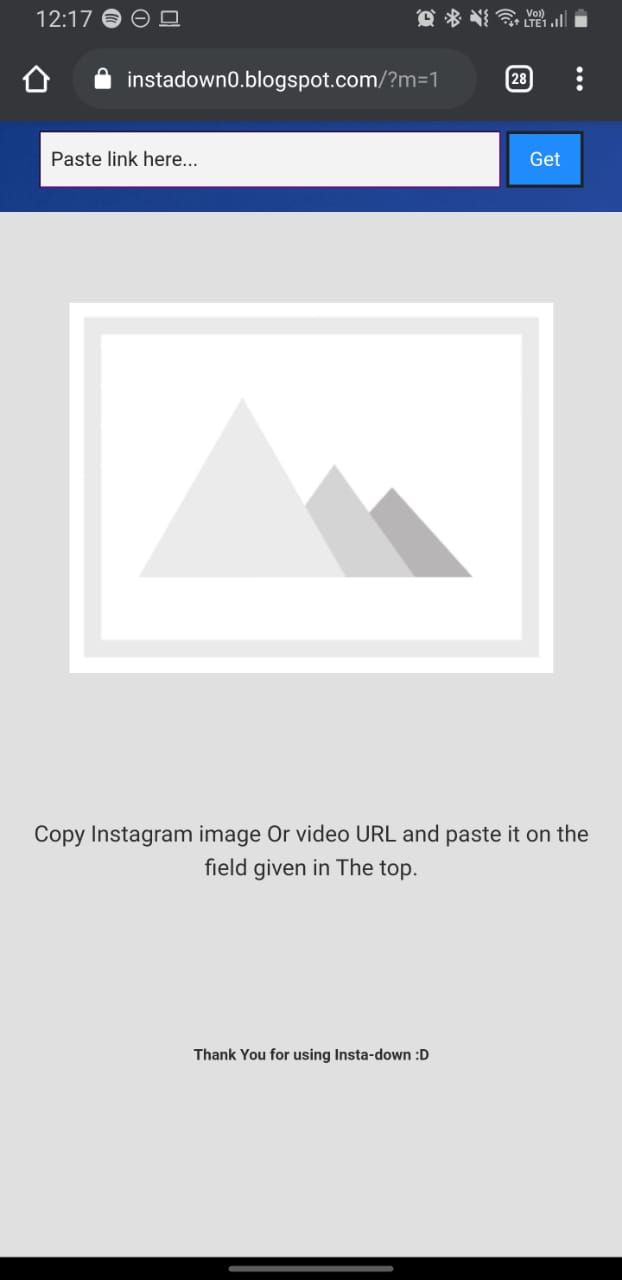 12:17
Vo))
LTE1
instadown0.blogspot.com/?m=1
28
Paste link here...
Get
Copy Instagram image Or video URL and paste it on the
field given in The top.
Thank You for using Insta-down :D